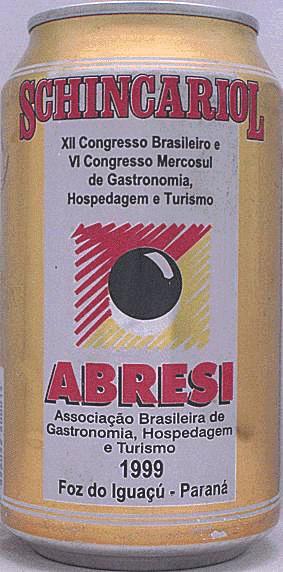 SCHINCARIOL
XII Congresso Brasileiro e
VI Congresso Mercosul
de Gastronomia,
Hospedagem e Turismo
ABRESI
Associação Brasileira de
Gastronomia, Hospedagem
e Turismo
1999
Foz do Iguaçú - Paraná